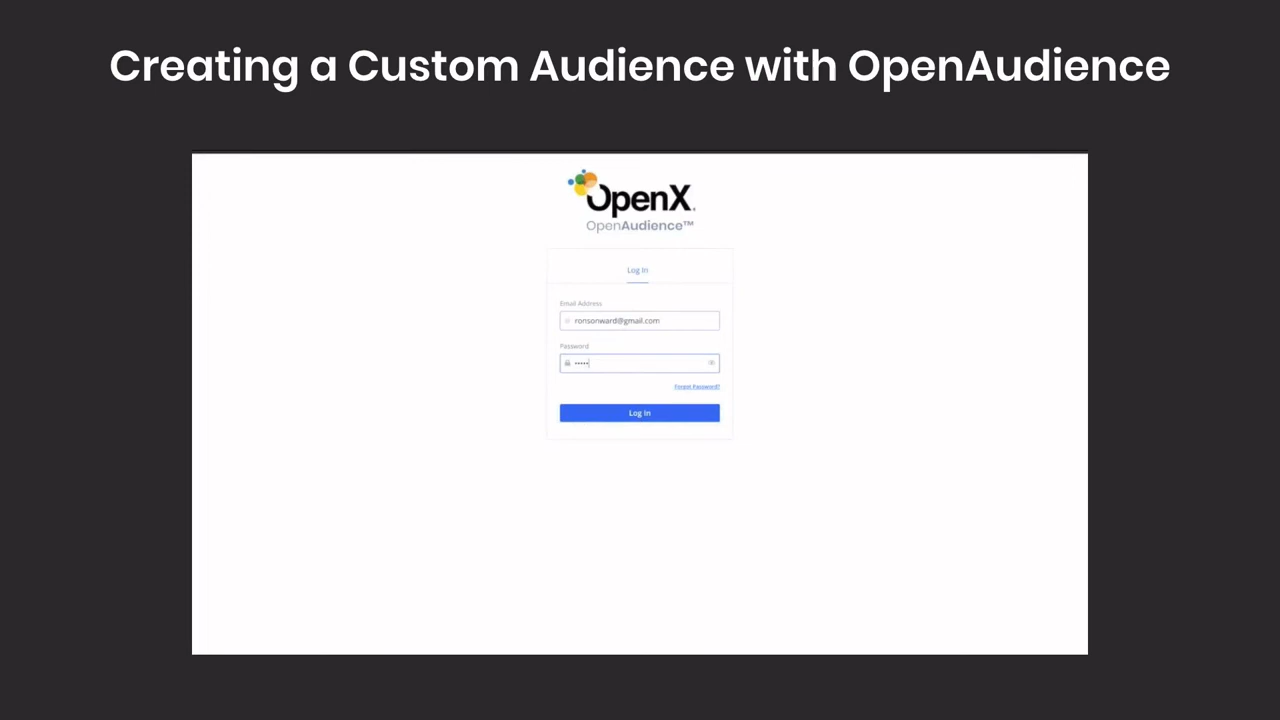 Creating a Custom Audience with OpenAudience
OpenX.
OpenAudience™
Log In
Email Address
ronsonward@gmail.com
Password
•••••
Forgot Password?
Log In